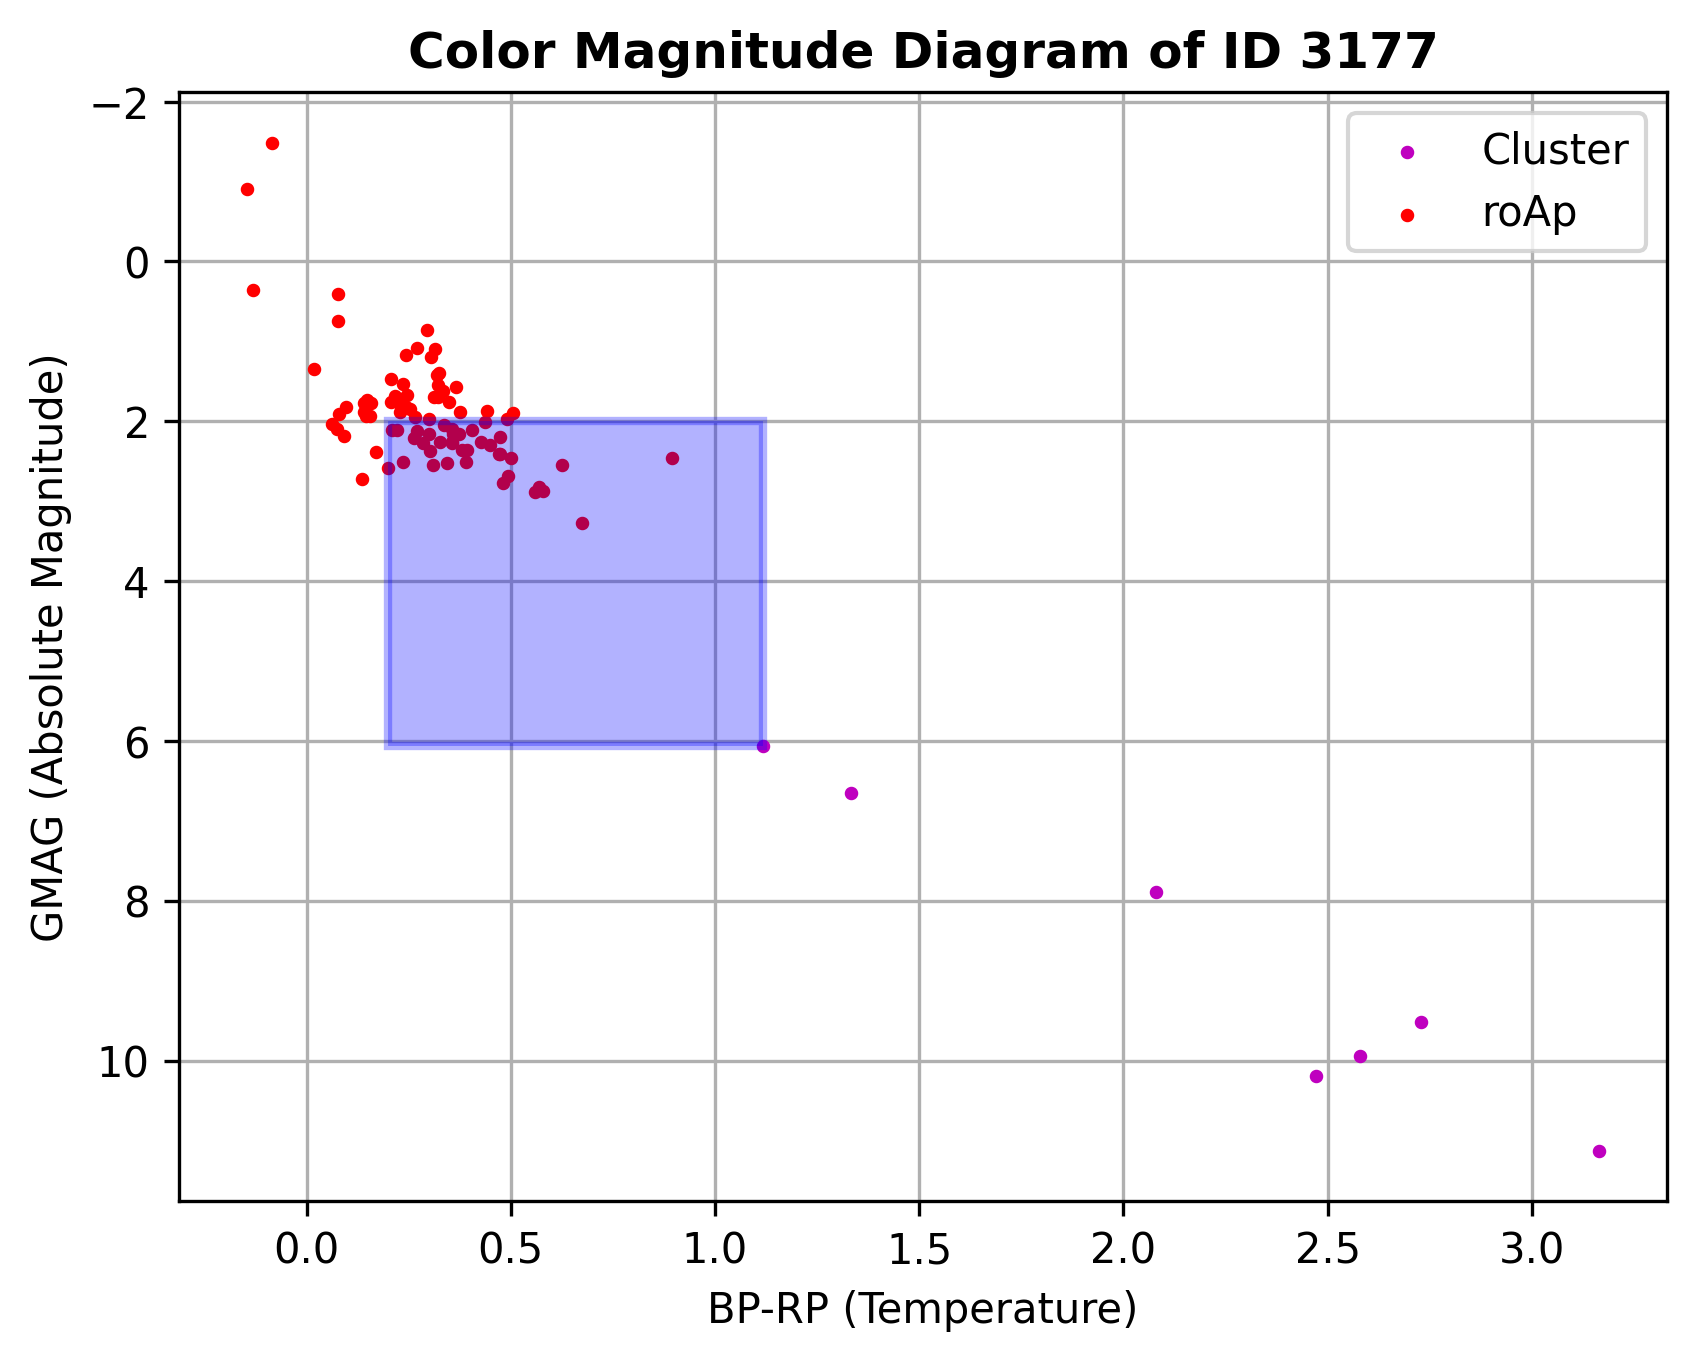 Color Magnitude Diagram of ID 3177
Cluster
roAp
GMAG (Absolute Magnitude)
−2
0
2
4
6
8
10
0.0 0.5 1.0 1.5 2.0 2.5 3.0
BP-RP (Temperature)